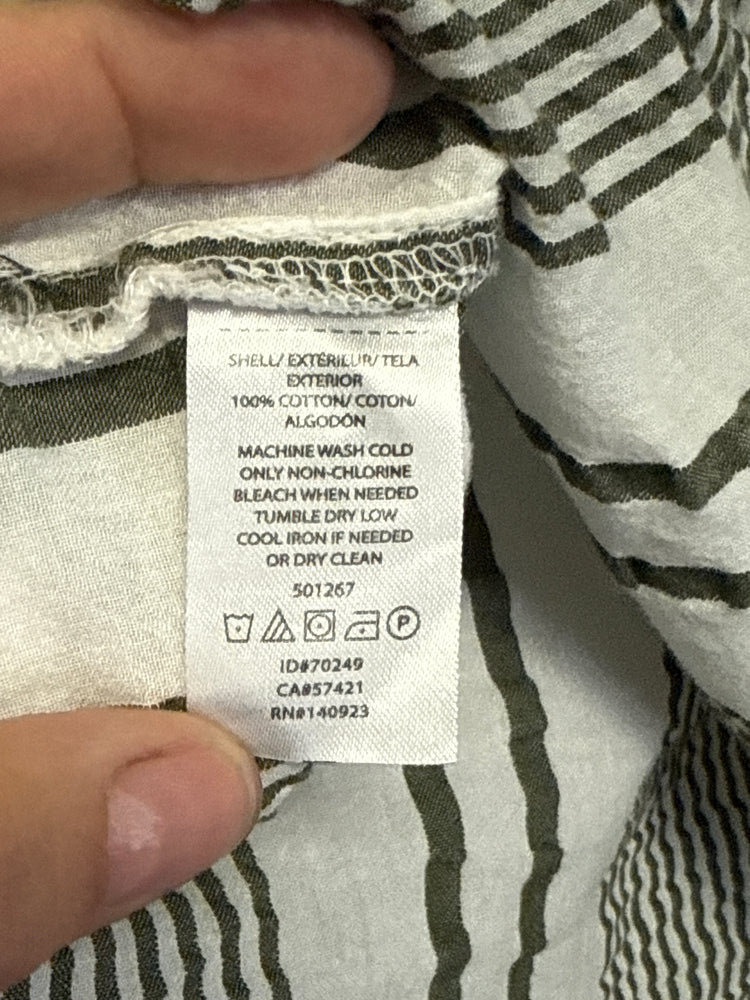 SHELL/ EXTÉRIEUR/ TELA
EXTERIOR
100% COTTON/ COTON/
ALGODÓN
MACHINE WASH COLD
ONLY NON-CHLORINE
BLEACH WHEN NEEDED
TUMBLE DRY LOW
COOL IRON IF NEEDED
OR DRY CLEAN
501267
P
ID#70249
CA#57421
RN#140923